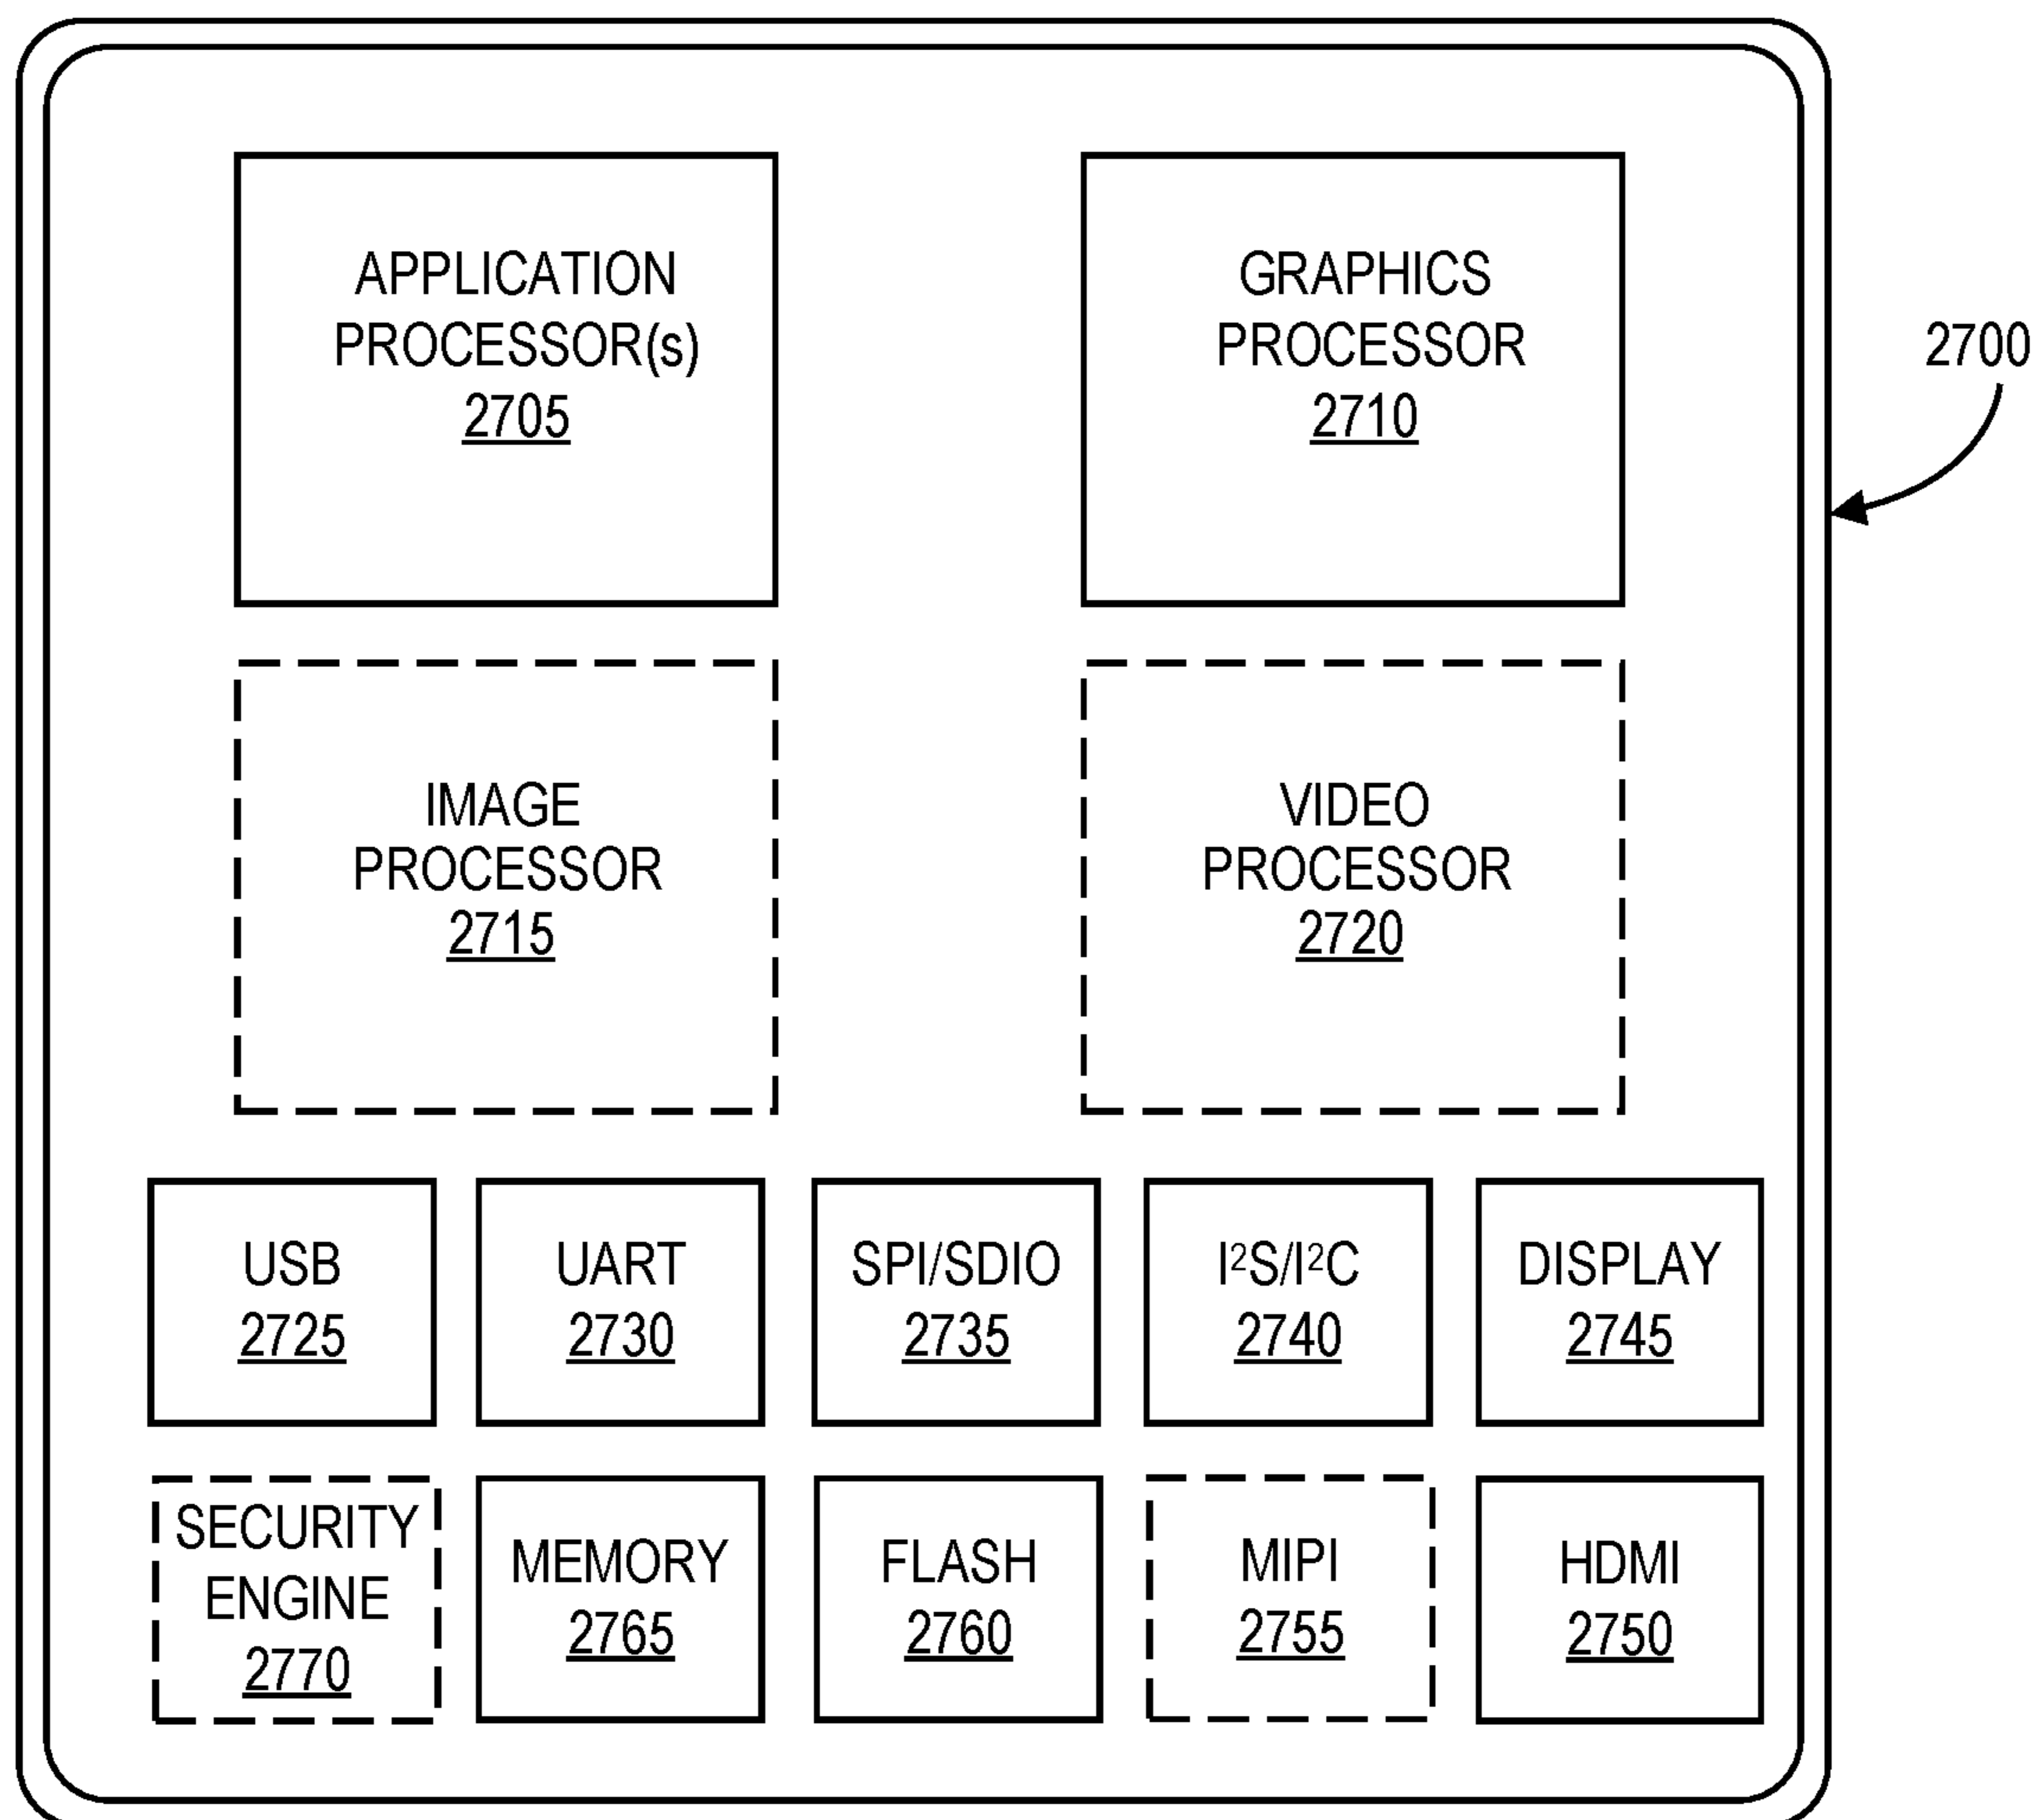 APPLICATION
PROCESSOR(s)
2705
GRAPHICS
PROCESSOR
2710
2700
IMAGE
PROCESSOR
2715
VIDEO
PROCESSOR
2720
USB
2725
UART
2730
SPI/SDIO
2735
I²S/I²C
2740
DISPLAY
2745
SECURITY
ENGINE
2770
MEMORY
2765
FLASH
2760
MIPI
2755
HDMI
2750